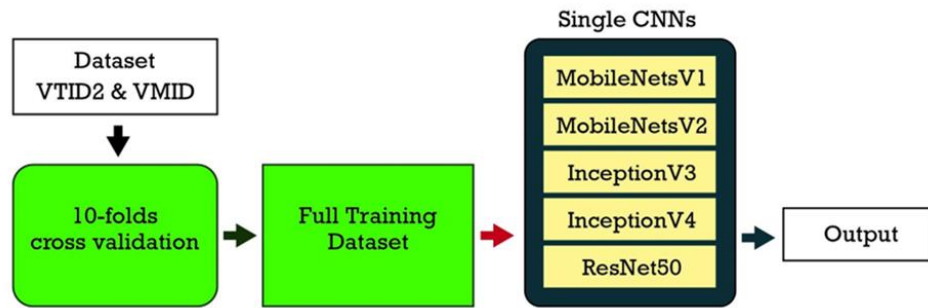 Dataset
VTID2 & VMID
10-folds
cross validation
Full Training
Dataset
Single CNNs
MobileNetsV1
MobileNetsV2
InceptionV3
InceptionV4
ResNet50
Output